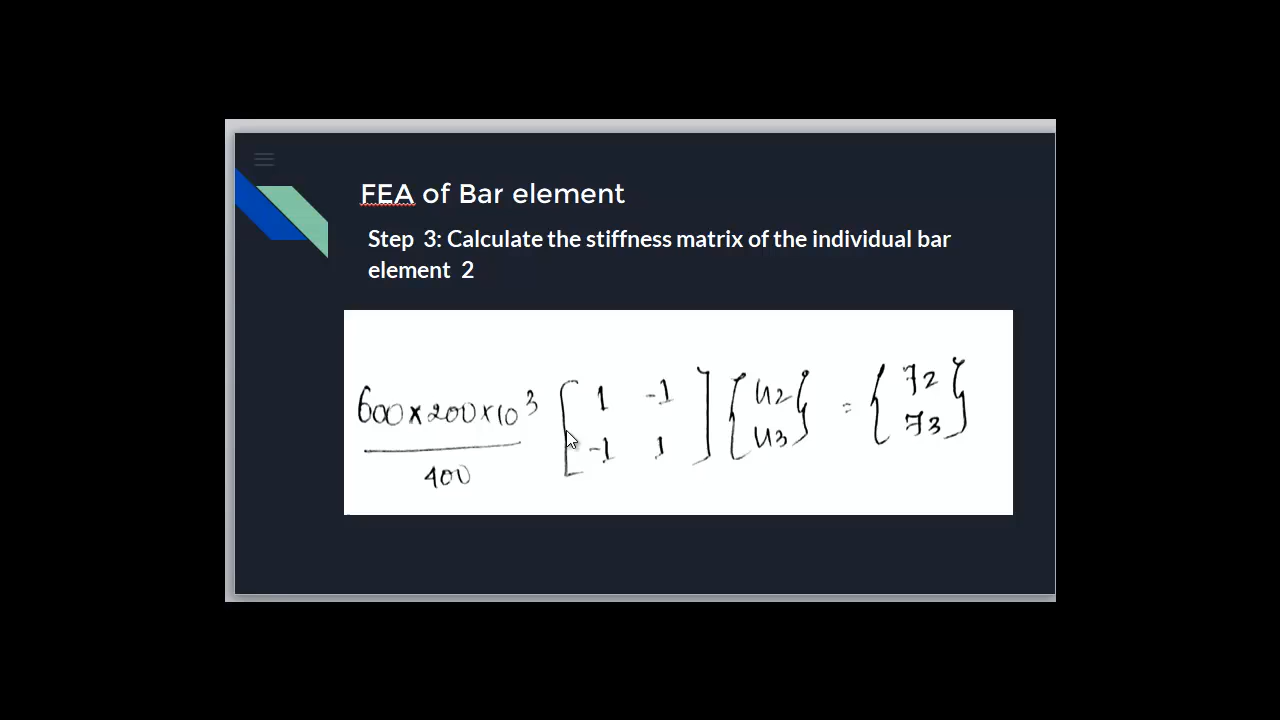 FEA of Bar element
Step 3: Calculate the stiffness matrix of the individual bar
element 2
600×200×10³ [ 1 -1 ] { u2 } = { F2 }
400 [ -1 1 ] { u3 } { F3 }